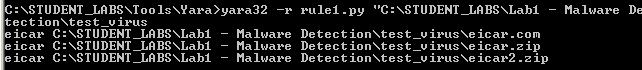 C:\STUDENT_LABS\Tools\Yara>yara32 -r rule1.py "C:\STUDENT_LABS\Lab1 - Malware De
tection\test_virus
eicar C:\STUDENT_LABS\Lab1 - Malware Detection\test_virus\eicar.com
eicar C:\STUDENT_LABS\Lab1 - Malware Detection\test_virus\eicar.zip
eicar C:\STUDENT_LABS\Lab1 - Malware Detection\test_virus\eicar2.zip